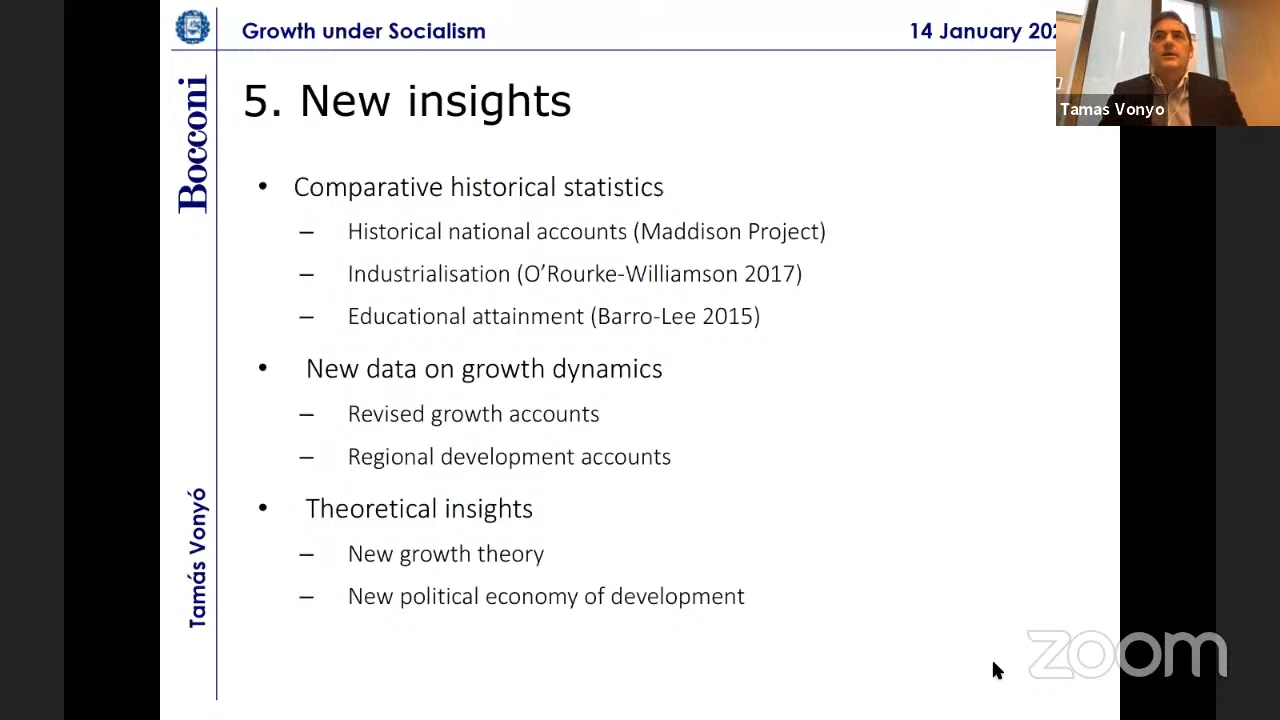 Growth under Socialism
14 January 202
Tamas Vonyo
Bocconi
5. New insights
• Comparative historical statistics
– Historical national accounts (Maddison Project)
– Industrialisation (O’Rourke-Williamson 2017)
– Educational attainment (Barro-Lee 2015)
• New data on growth dynamics
– Revised growth accounts
– Regional development accounts
• Theoretical insights
– New growth theory
– New political economy of development
Tamás Vonyó
zoom